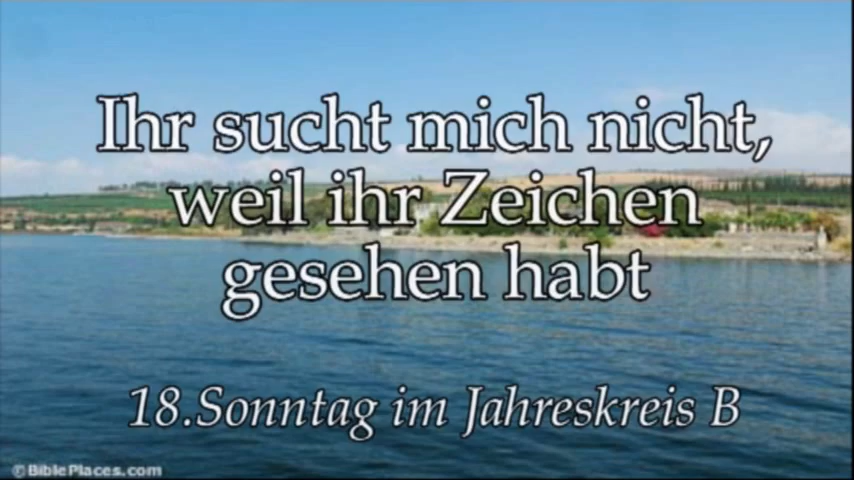 Ihr sucht mich nicht,
weil ihr Zeichen
gesehen habt
18.Sonntag im Jahreskreis B
©BiblePlaces.com